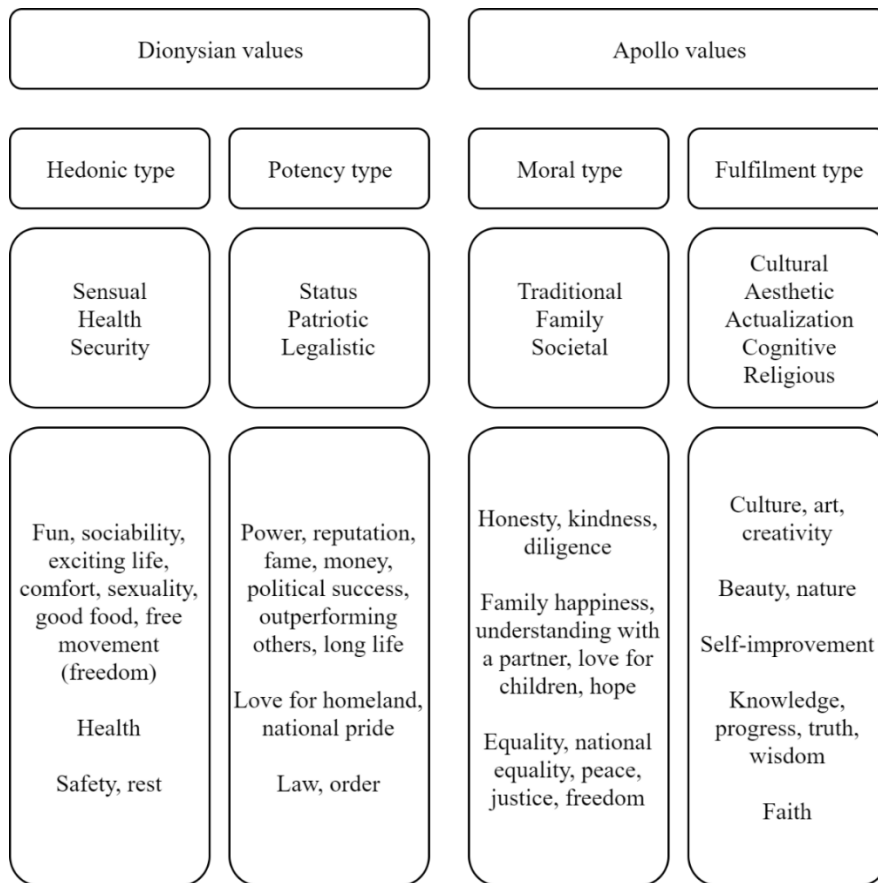 Dionysian values
Apollo values
Hedonic type
Potency type
Moral type
Fulfilment type
Sensual
Health
Security
Status
Patriotic
Legalistic
Traditional
Family
Societal
Cultural
Aesthetic
Actualization
Cognitive
Religious
Fun, sociability,
exciting life,
comfort, sexuality,
good food, free
movement
(freedom)
Health
Safety, rest
Power, reputation,
fame, money,
political success,
outperforming
others, long life
Love for homeland,
national pride
Law, order
Honesty, kindness,
diligence
Family happiness,
understanding with
a partner, love for
children, hope
Equality, national
equality, peace,
justice, freedom
Culture, art,
creativity
Beauty, nature
Self-improvement
Knowledge,
progress, truth,
wisdom
Faith